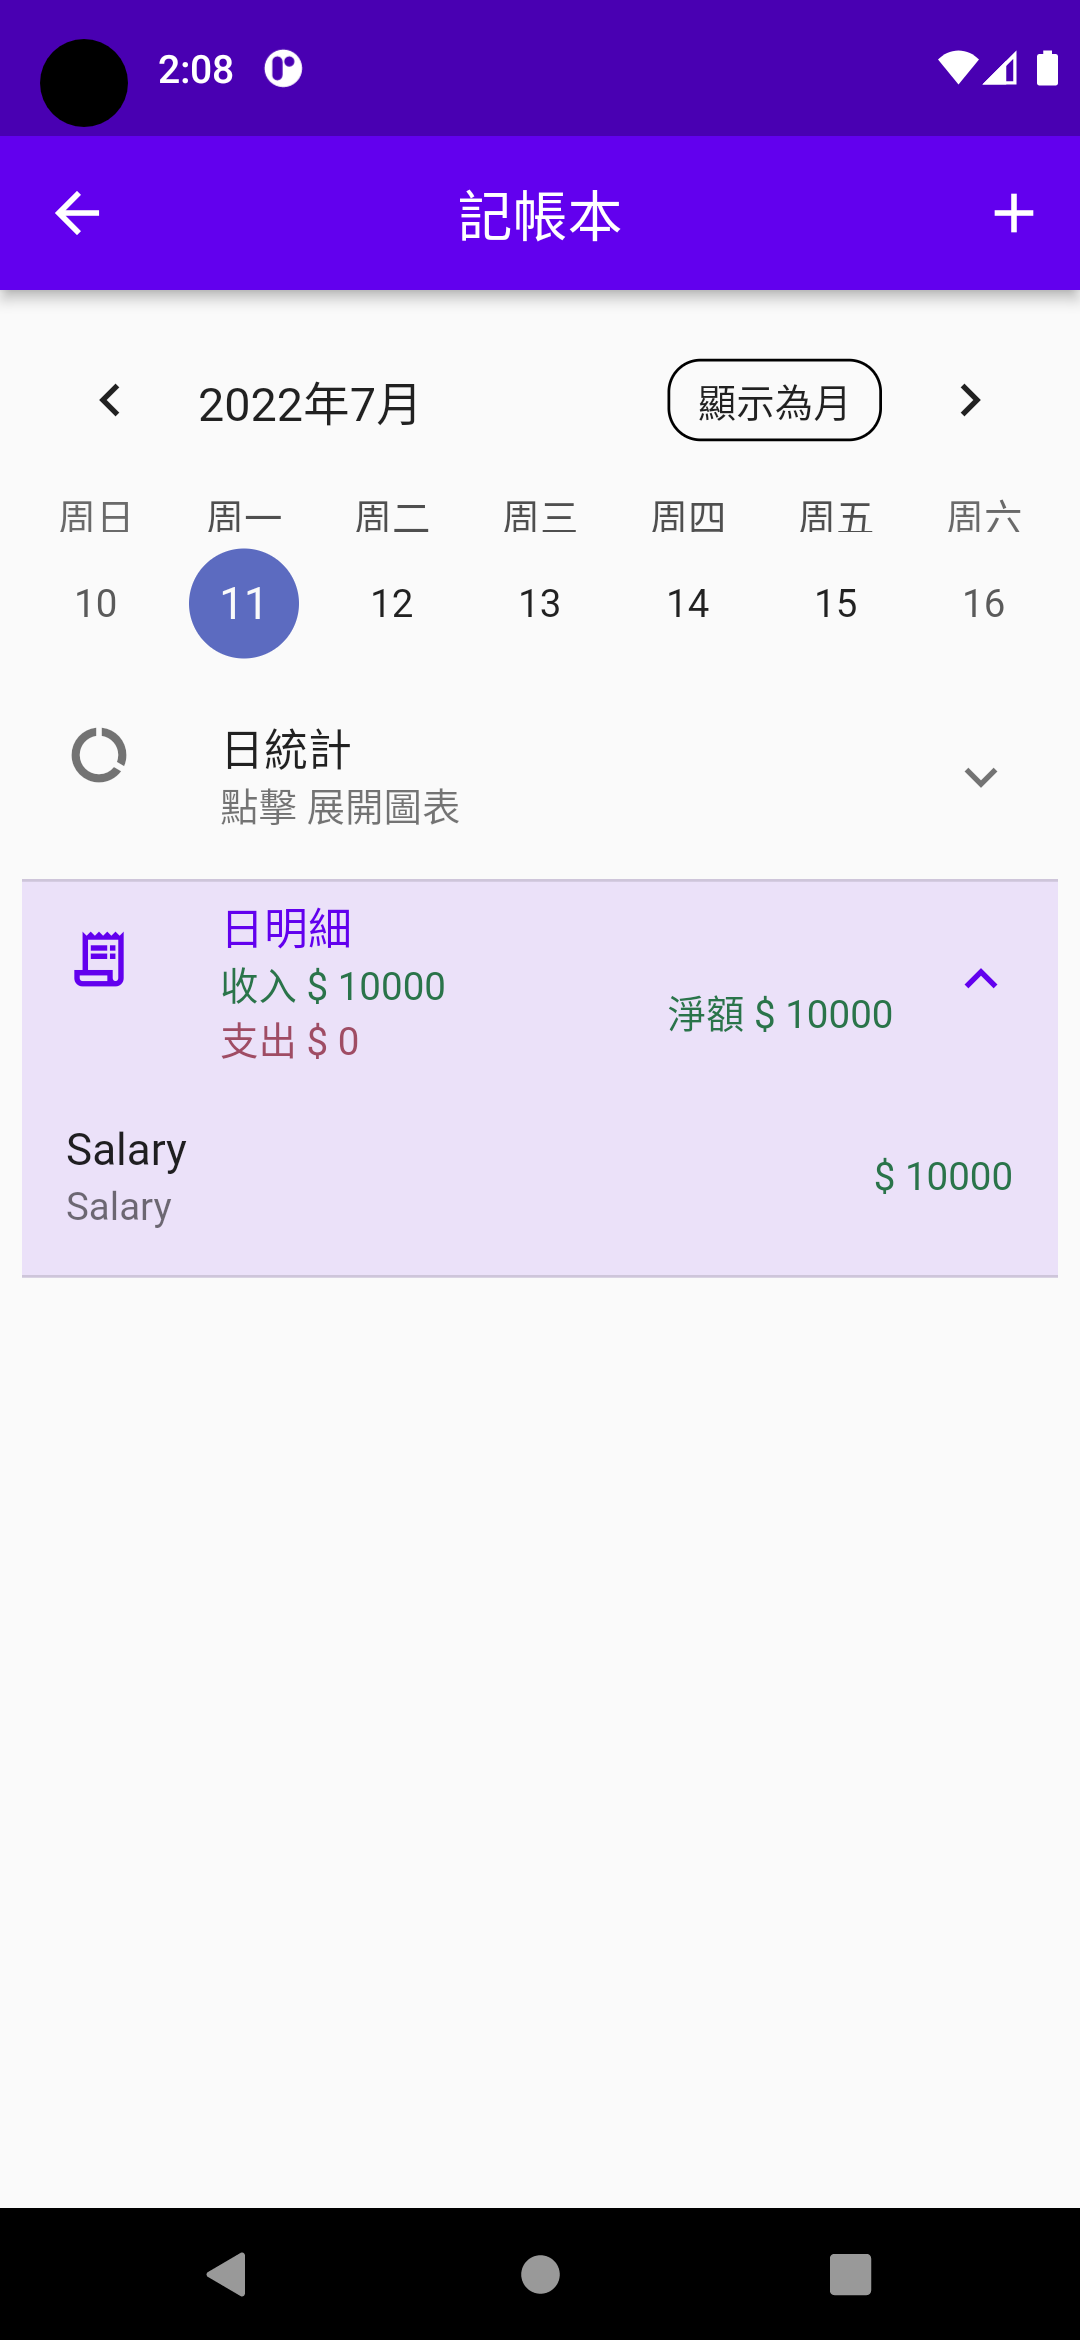 2:08
記帳本
2022年7月
顯示為月
周日 周一 周二 周三 周四 周五 周六
10 11 12 13 14 15 16
日統計
點擊 展開圖表
日明細
收入 $ 10000
淨額 $ 10000
支出 $ 0
Salary
$ 10000
Salary